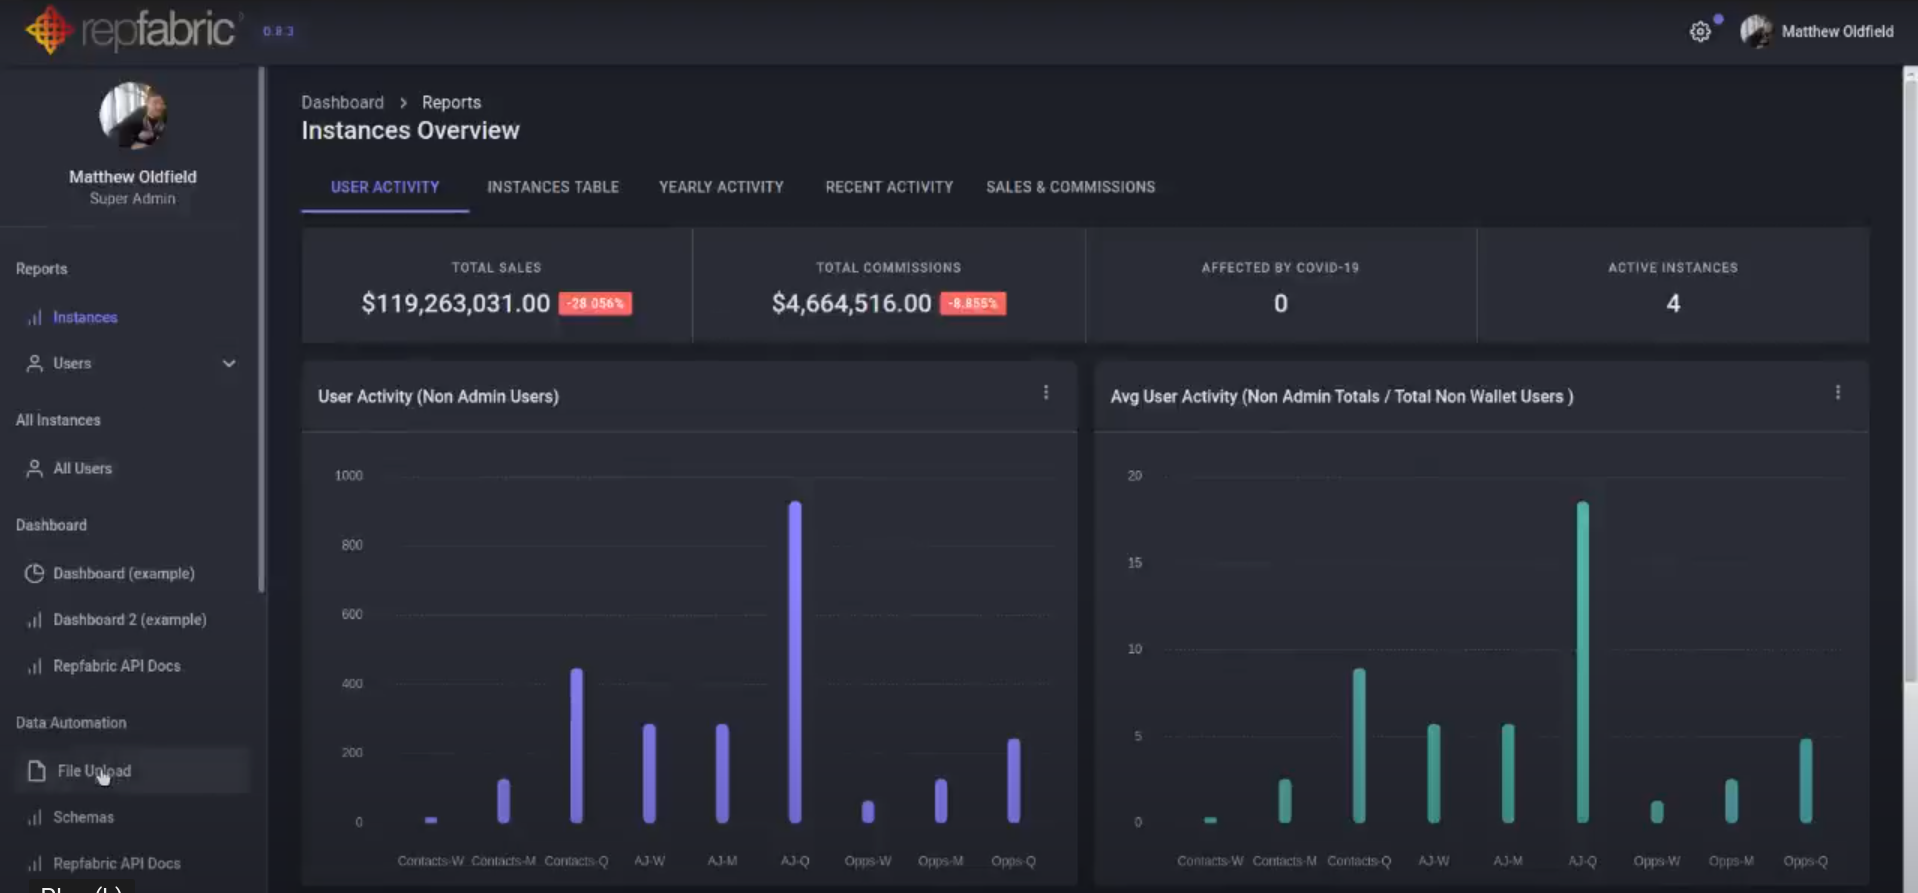 repfabric 0.8.3
Matthew Oldfield
Matthew Oldfield
Super Admin
Reports
Instances
Users
All Instances
All Users
Dashboard
Dashboard (example)
Dashboard 2 (example)
Repfabric API Docs
Data Automation
File Upload
Schemas
Repfabric API Docs
Dashboard > Reports
Instances Overview
USER ACTIVITY INSTANCES TABLE YEARLY ACTIVITY RECENT ACTIVITY SALES & COMMISSIONS
TOTAL SALES
$119,263,031.00 -28.056%
TOTAL COMMISSIONS
$4,664,516.00 -8.855%
AFFECTED BY COVID-19
0
ACTIVE INSTANCES
4
User Activity (Non Admin Users)
1000
800
600
400
200
0
Contacts-W Contacts-M Contacts-Q AJ-W AJ-M AJ-Q Opps-W Opps-M Opps-Q
Avg User Activity (Non Admin Totals / Total Non Wallet Users )
20
15
10
5
0
Contacts-W Contacts-M Contacts-Q AJ-W AJ-M AJ-Q Opps-W Opps-M Opps-Q